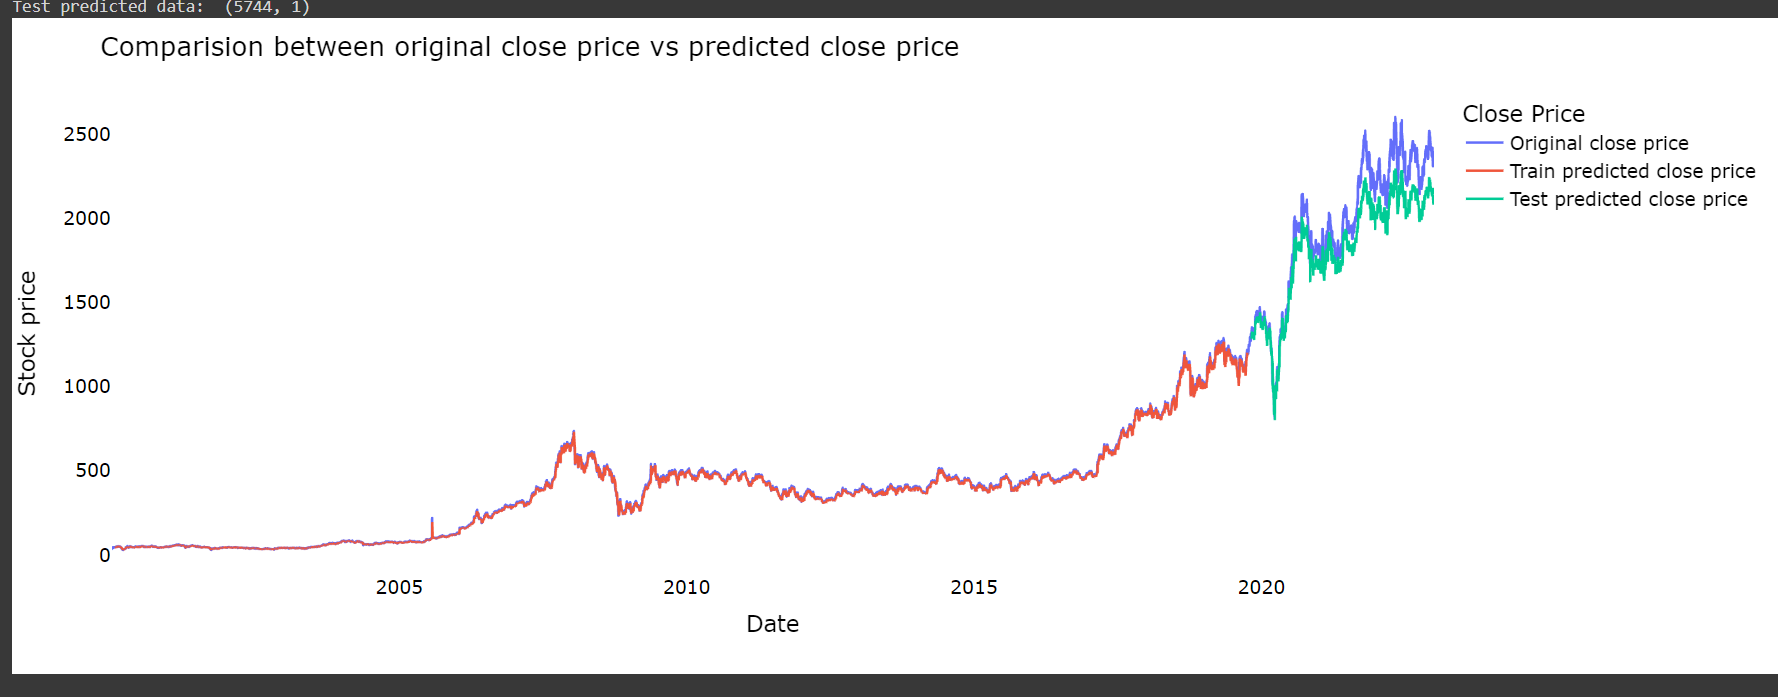 Test predicted data:  (5744, 1)
Comparision between original close price vs predicted close price
Close Price
Original close price
Train predicted close price
Test predicted close price
2500
2000
1500
1000
500
0
Stock price
2005 2010 2015 2020
Date